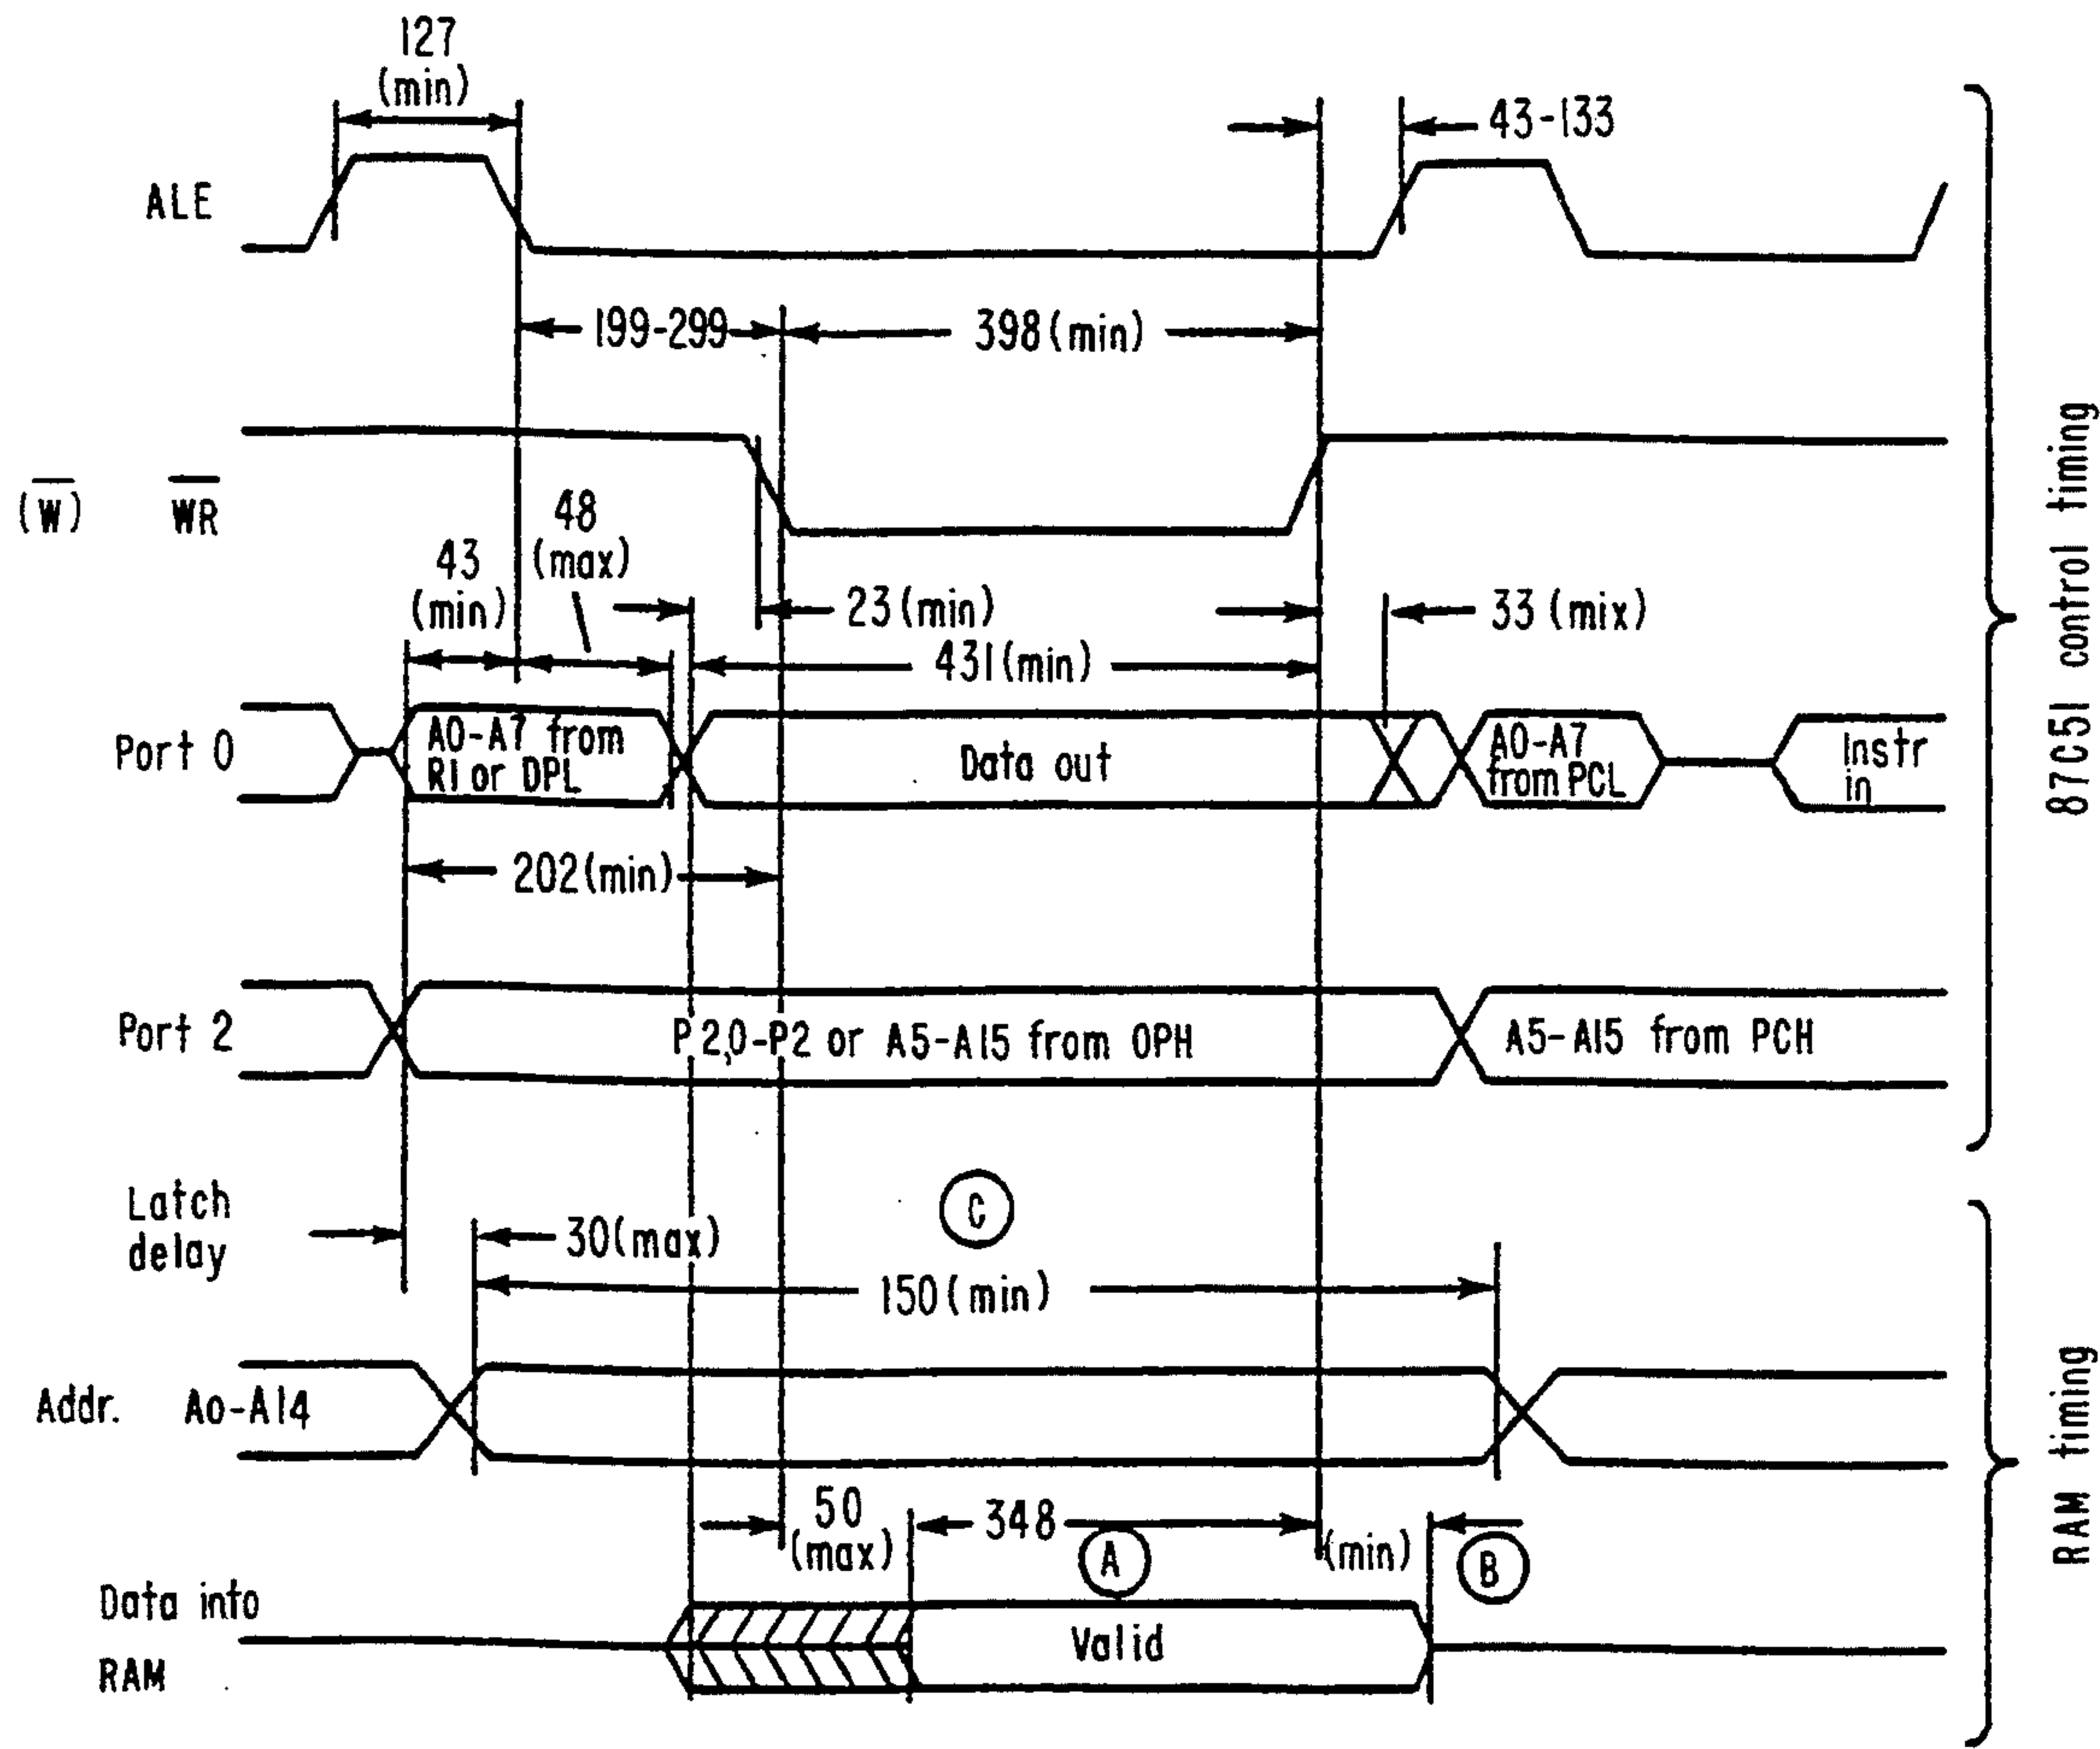 127
(min)
43-133
ALE
199-299
398(min)
(W) WR
48
(max)
43
(min)
23(min)
33 (mix)
431(min)
Port 0
A0-A7 from
R1 or DPL
Data out
A0-A7
from PCL
Instr
in
202(min)
Port 2
P2,0-P2 or A5-A15 from OPH
A5-A15 from PCH
87C51 control timing
Latch
delay
30(max)
C
150(min)
Addr. Ao-A14
50
(max)
348
(min)
A
B
Data into
RAM
Valid
RAM timing